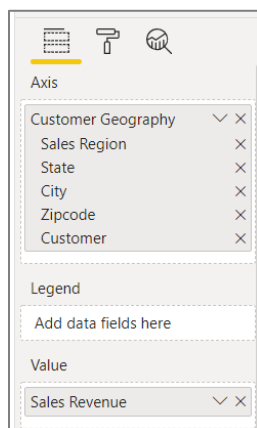 Axis
Customer Geography
Sales Region
State
City
Zipcode
Customer
Legend
Add data fields here
Value
Sales Revenue